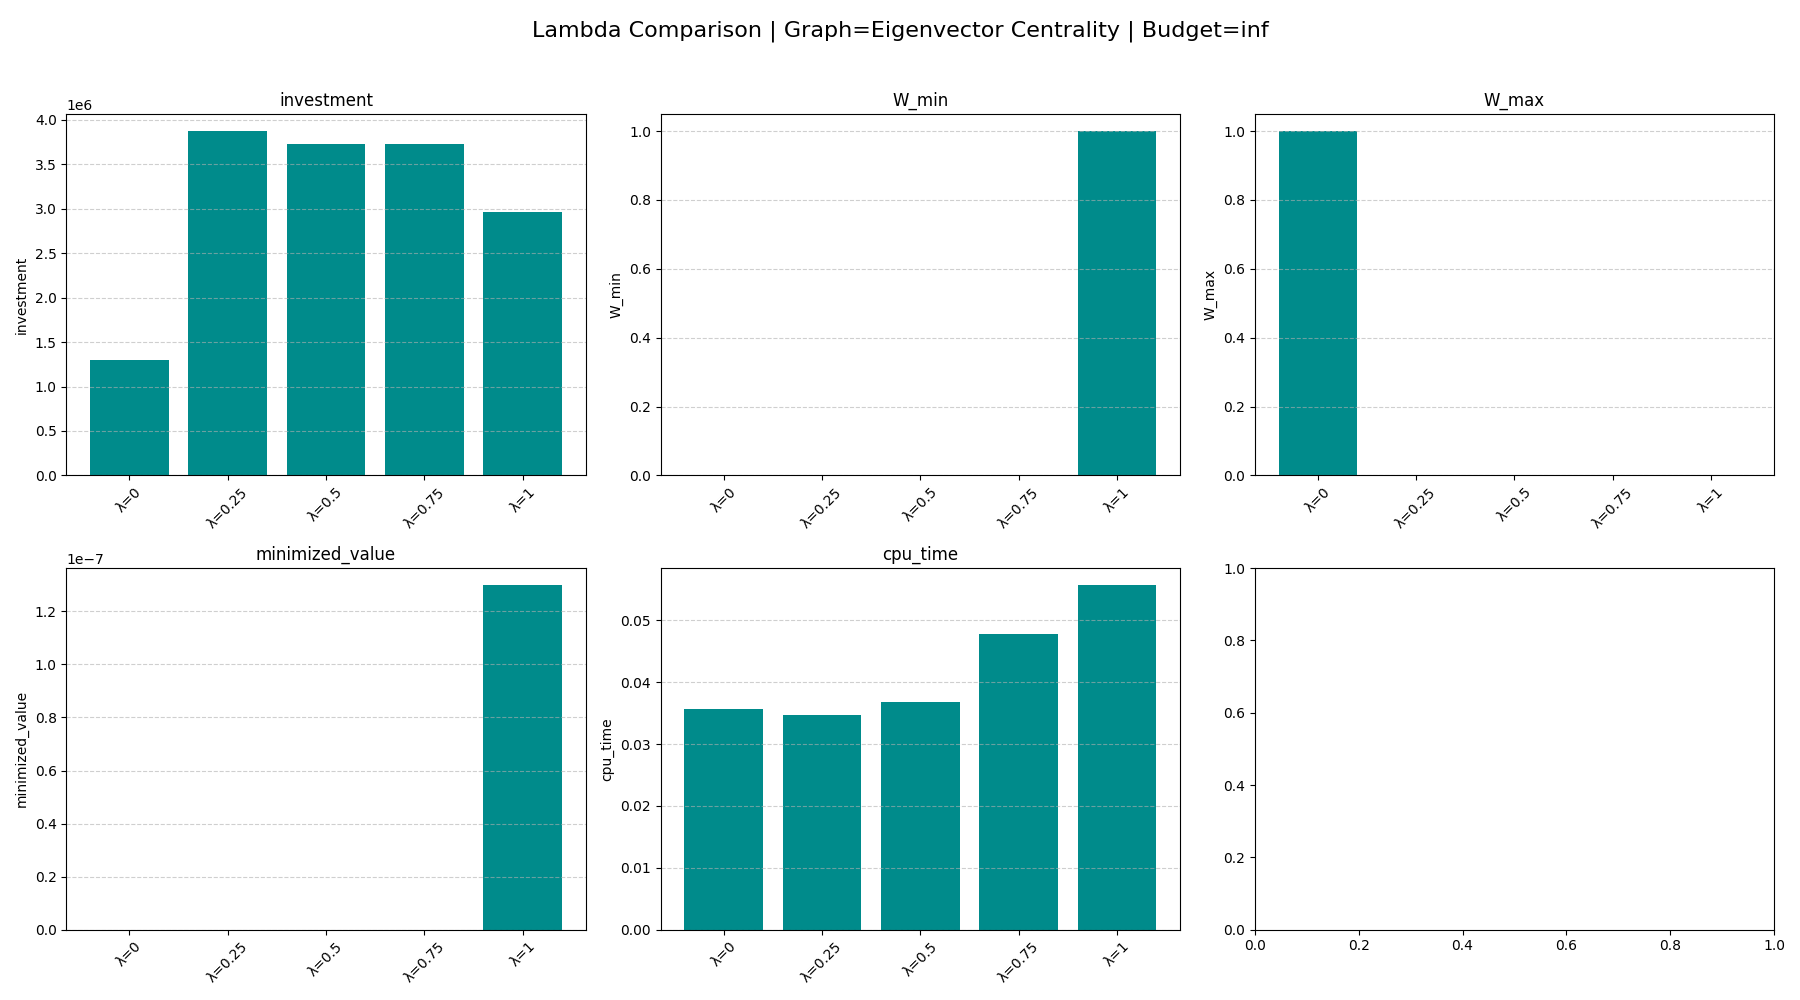 Lambda Comparison | Graph=Eigenvector Centrality | Budget=inf
investment
1e6
4.0
3.5
3.0
2.5
2.0
1.5
1.0
0.5
0.0
investment
λ=0
λ=0.25
λ=0.5
λ=0.75
λ=1
W_min
1.0
0.8
0.6
0.4
0.2
0.0
W_min
λ=0
λ=0.25
λ=0.5
λ=0.75
λ=1
W_max
1.0
0.8
0.6
0.4
0.2
0.0
W_max
λ=0
λ=0.25
λ=0.5
λ=0.75
λ=1
minimized_value
1e−7
1.2
1.0
0.8
0.6
0.4
0.2
0.0
minimized_value
λ=0
λ=0.25
λ=0.5
λ=0.75
λ=1
cpu_time
0.05
0.04
0.03
0.02
0.01
0.00
cpu_time
λ=0
λ=0.25
λ=0.5
λ=0.75
λ=1
1.0
0.8
0.6
0.4
0.2
0.0
0.0 0.2 0.4 0.6 0.8 1.0